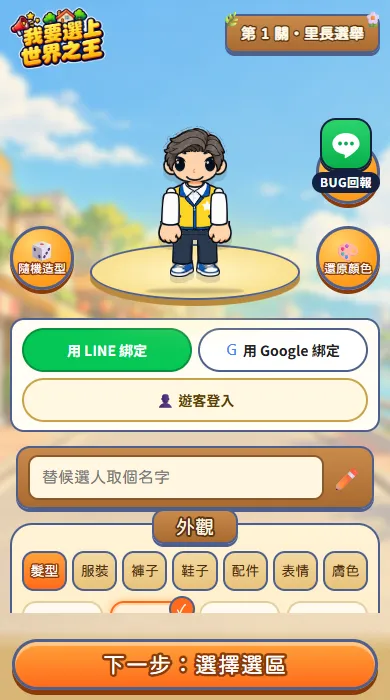 我要選上
世界之王
第 1 關・里長選舉
BUG回報
隨機造型
還原顏色
用 LINE 綁定
G 用 Google 綁定
遊客登入
替候選人取個名字
外觀
髮型
服裝
褲子
鞋子
配件
表情
膚色
下一步：選擇選區